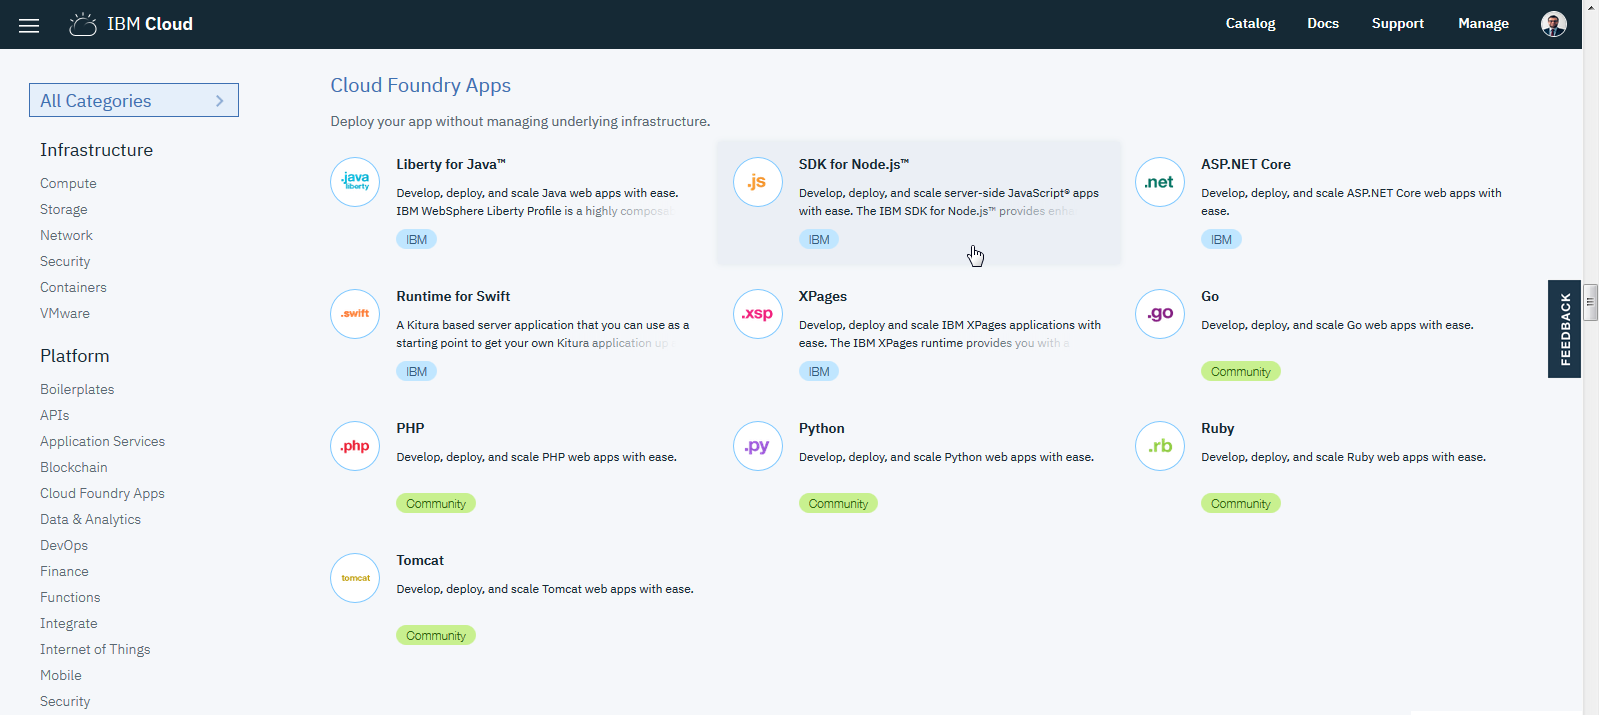 IBM Cloud
Catalog
Docs
Support
Manage
All Categories
Infrastructure
Compute
Storage
Network
Security
Containers
VMware
Platform
Boilerplates
APIs
Application Services
Blockchain
Cloud Foundry Apps
Data & Analytics
DevOps
Finance
Functions
Integrate
Internet of Things
Mobile
Security
Cloud Foundry Apps
Deploy your app without managing underlying infrastructure.
.java
liberty
Liberty for Java™
Develop, deploy, and scale Java web apps with ease.
IBM WebSphere Liberty Profile is a highly composa
IBM
.js
SDK for Node.js™
Develop, deploy, and scale server-side JavaScript® apps
with ease. The IBM SDK for Node.js™ provides enha
IBM
.net
ASP.NET Core
Develop, deploy, and scale ASP.NET Core web apps with
ease.
IBM
.swift
Runtime for Swift
A Kitura based server application that you can use as a
starting point to get your own Kitura application up
IBM
.xsp
XPages
Develop, deploy and scale IBM XPages applications with
ease. The IBM XPages runtime provides you with a
IBM
.go
Go
Develop, deploy, and scale Go web apps with ease.
Community
.php
PHP
Develop, deploy, and scale PHP web apps with ease.
Community
.py
Python
Develop, deploy, and scale Python web apps with ease.
Community
.rb
Ruby
Develop, deploy, and scale Ruby web apps with ease.
Community
tomcat
Tomcat
Develop, deploy, and scale Tomcat web apps with ease.
Community
FEEDBACK